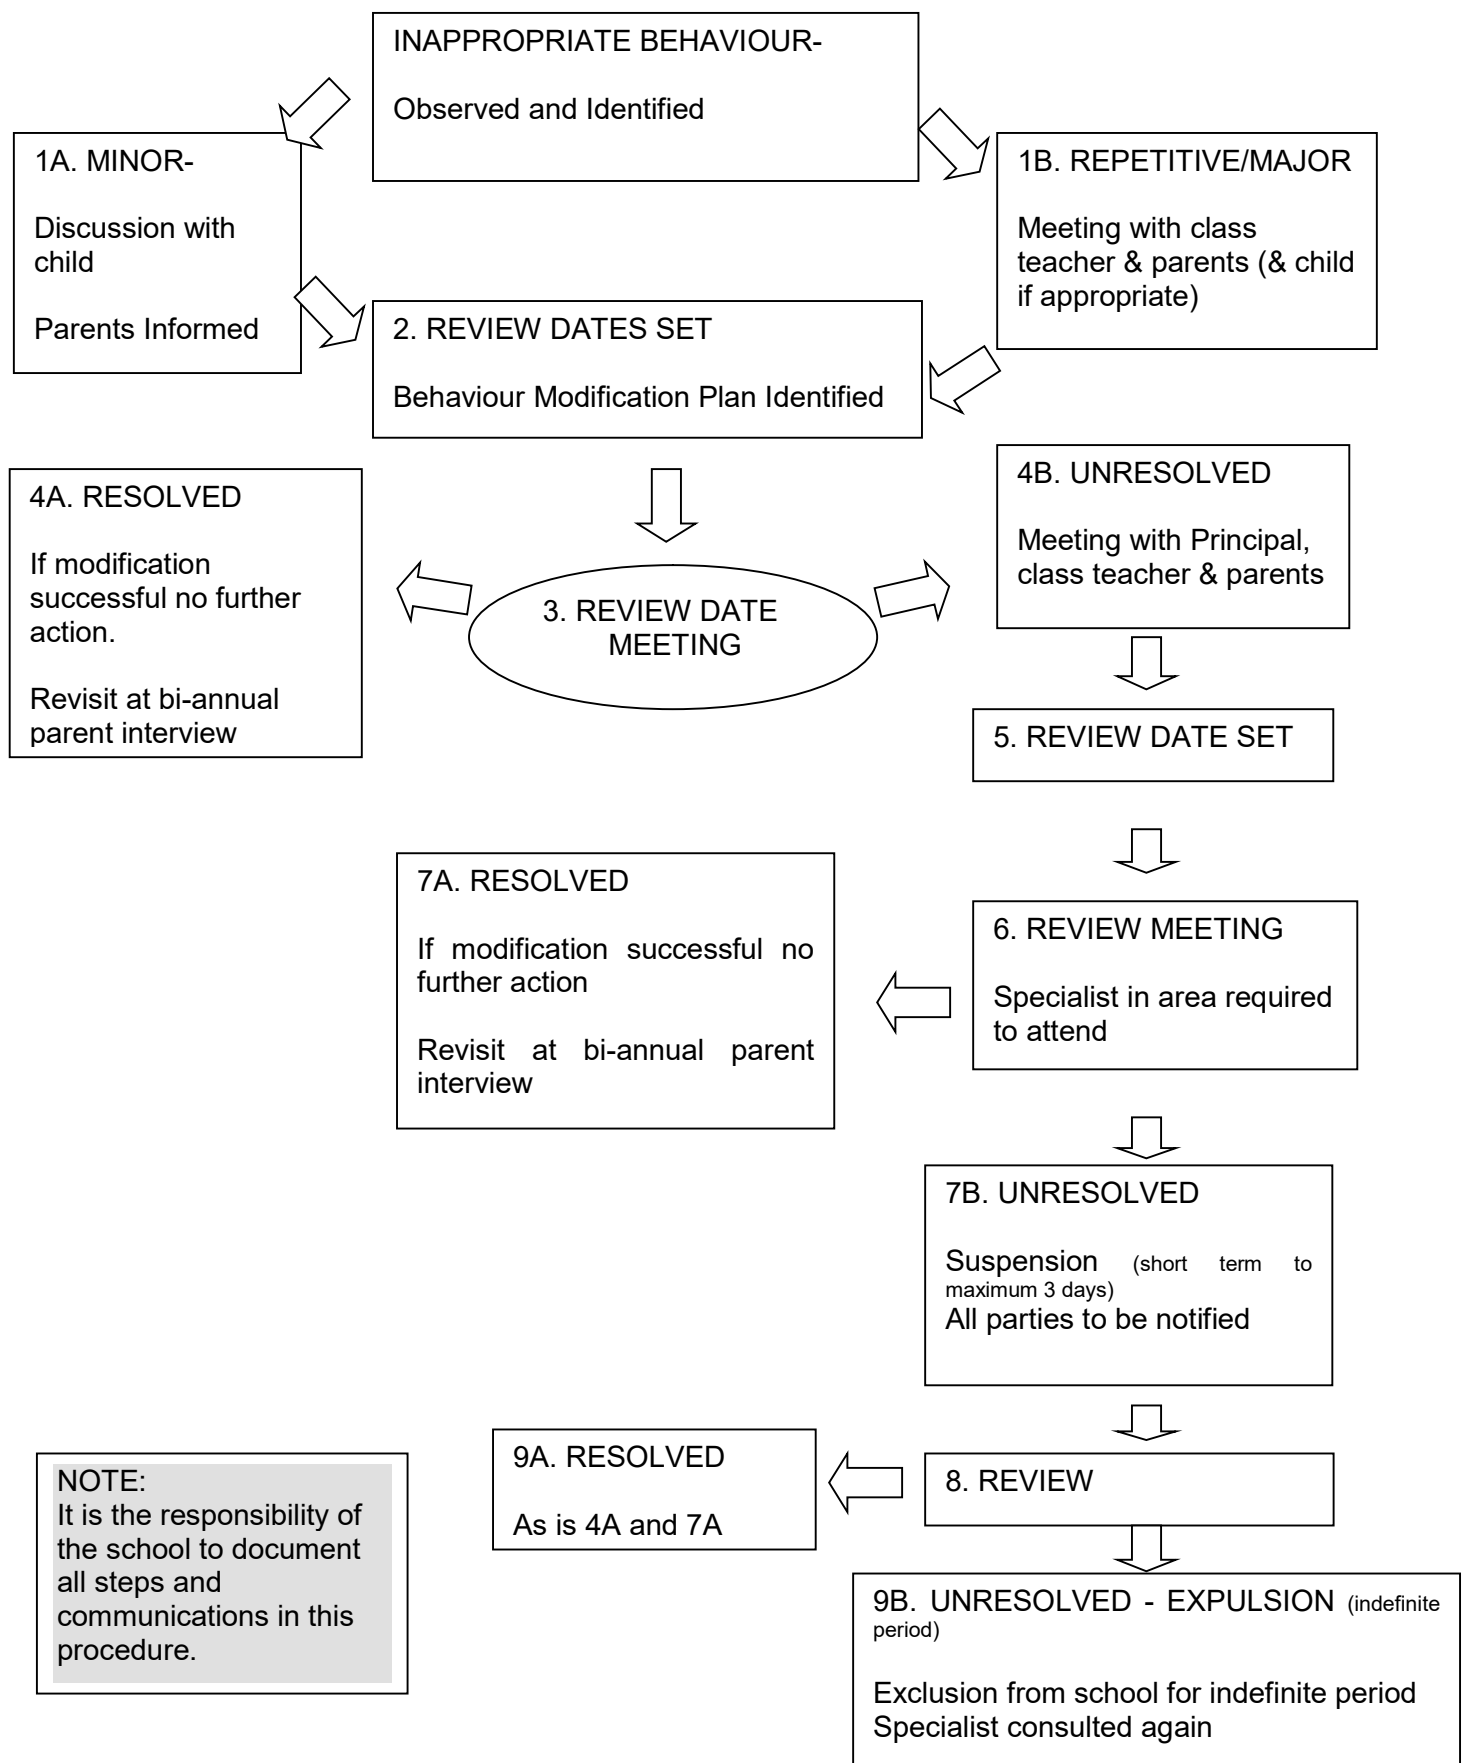 INAPPROPRIATE BEHAVIOUR-
Observed and Identified
1A. MINOR-
Discussion with
child
Parents Informed
1B. REPETITIVE/MAJOR
Meeting with class
teacher & parents (& child
if appropriate)
2. REVIEW DATES SET
Behaviour Modification Plan Identified
3. REVIEW DATE
MEETING
4A. RESOLVED
If modification
successful no further
action.
Revisit at bi-annual
parent interview
4B. UNRESOLVED
Meeting with Principal,
class teacher & parents
5. REVIEW DATE SET
6. REVIEW MEETING
Specialist in area required
to attend
7A. RESOLVED
If modification successful no
further action
Revisit at bi-annual parent
interview
7B. UNRESOLVED
Suspension (short term to
maximum 3 days)
All parties to be notified
8. REVIEW
9A. RESOLVED
As is 4A and 7A
9B. UNRESOLVED - EXPULSION (indefinite
period)
Exclusion from school for indefinite period
Specialist consulted again
NOTE:
It is the responsibility of
the school to document
all steps and
communications in this
procedure.